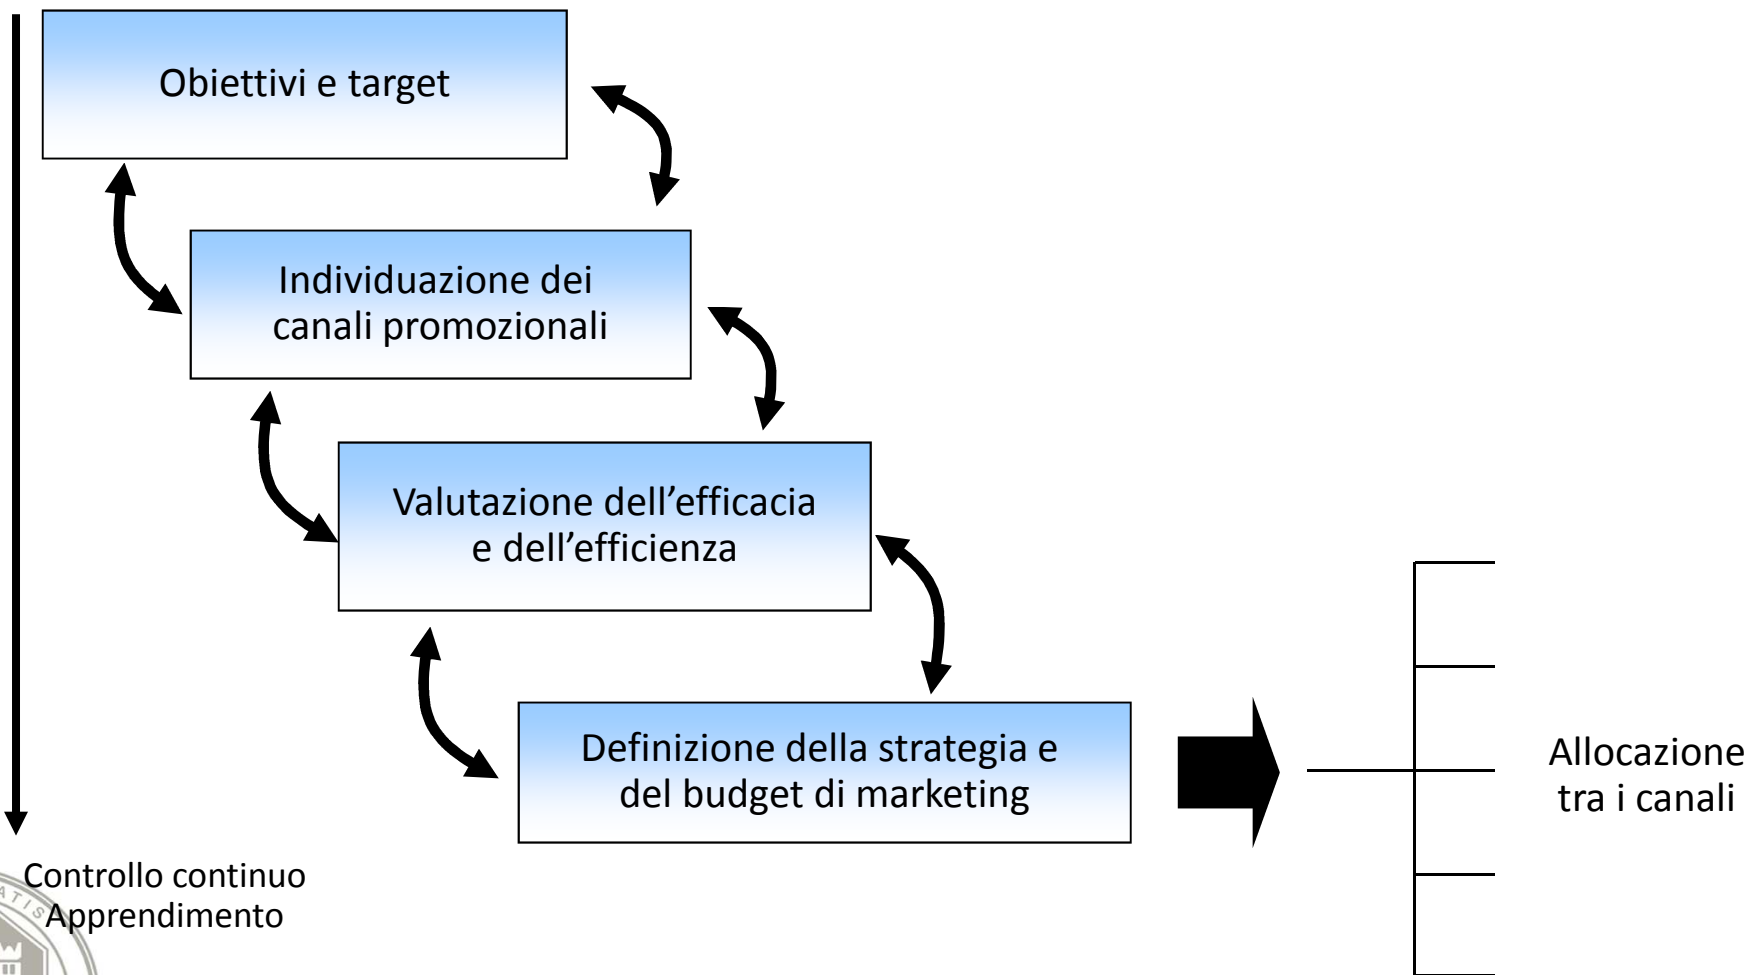 Obiettivi e target
Individuazione dei
canali promozionali
Valutazione dell’efficacia
e dell’efficienza
Definizione della strategia e
del budget di marketing
Allocazione
tra i canali
Controllo continuo
Apprendimento